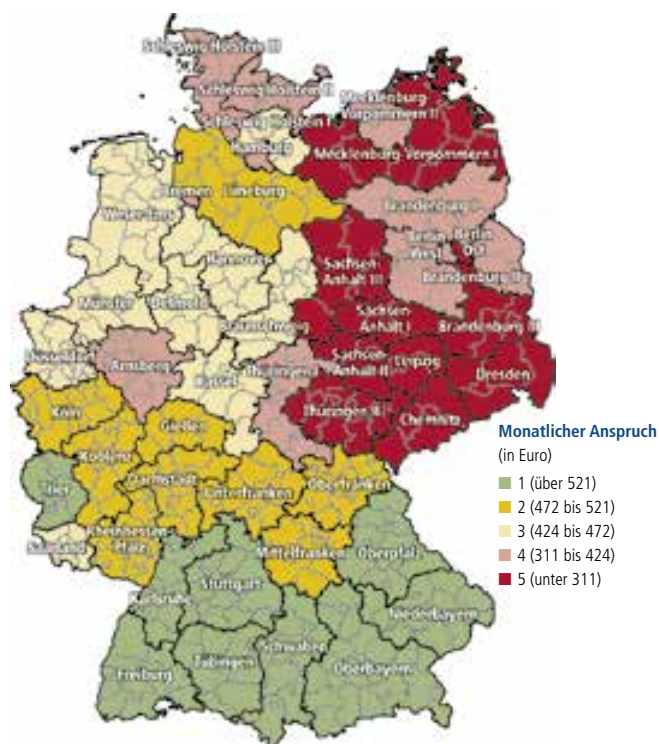 Schleswig Holstein III
Schleswig Holstein II
Mecklenburg-
Vorpommern II
Schleswig Holstein I
Hamburg
Mecklenburg-Vorpommern I
Bremen
Lüneburg
Brandenburg I
Weser-Ems
Berlin
West
Berlin
Ost
Hannover
Sachsen-
Anhalt III
Brandenburg II
Münster
Detmold
Braunschweig
Sachsen-
Anhalt I
Brandenburg III
Düsseldorf
Arnsberg
Kassel
Thüringen I
Sachsen-
Anhalt II
Leipzig
Dresden
Thüringen II
Chemnitz
Köln
Gießen
Koblenz
Trier
Darmstadt
Unterfranken
Oberfranken
Saarland
Rheinhessen-
Pfalz
Mittelfranken
Oberpfalz
Stuttgart
Karlsruhe
Niederbayern
Schwaben
Freiburg
Tübingen
Oberbayern
Monatlicher Anspruch
(in Euro)
1 (über 521)
2 (472 bis 521)
3 (424 bis 472)
4 (311 bis 424)
5 (unter 311)